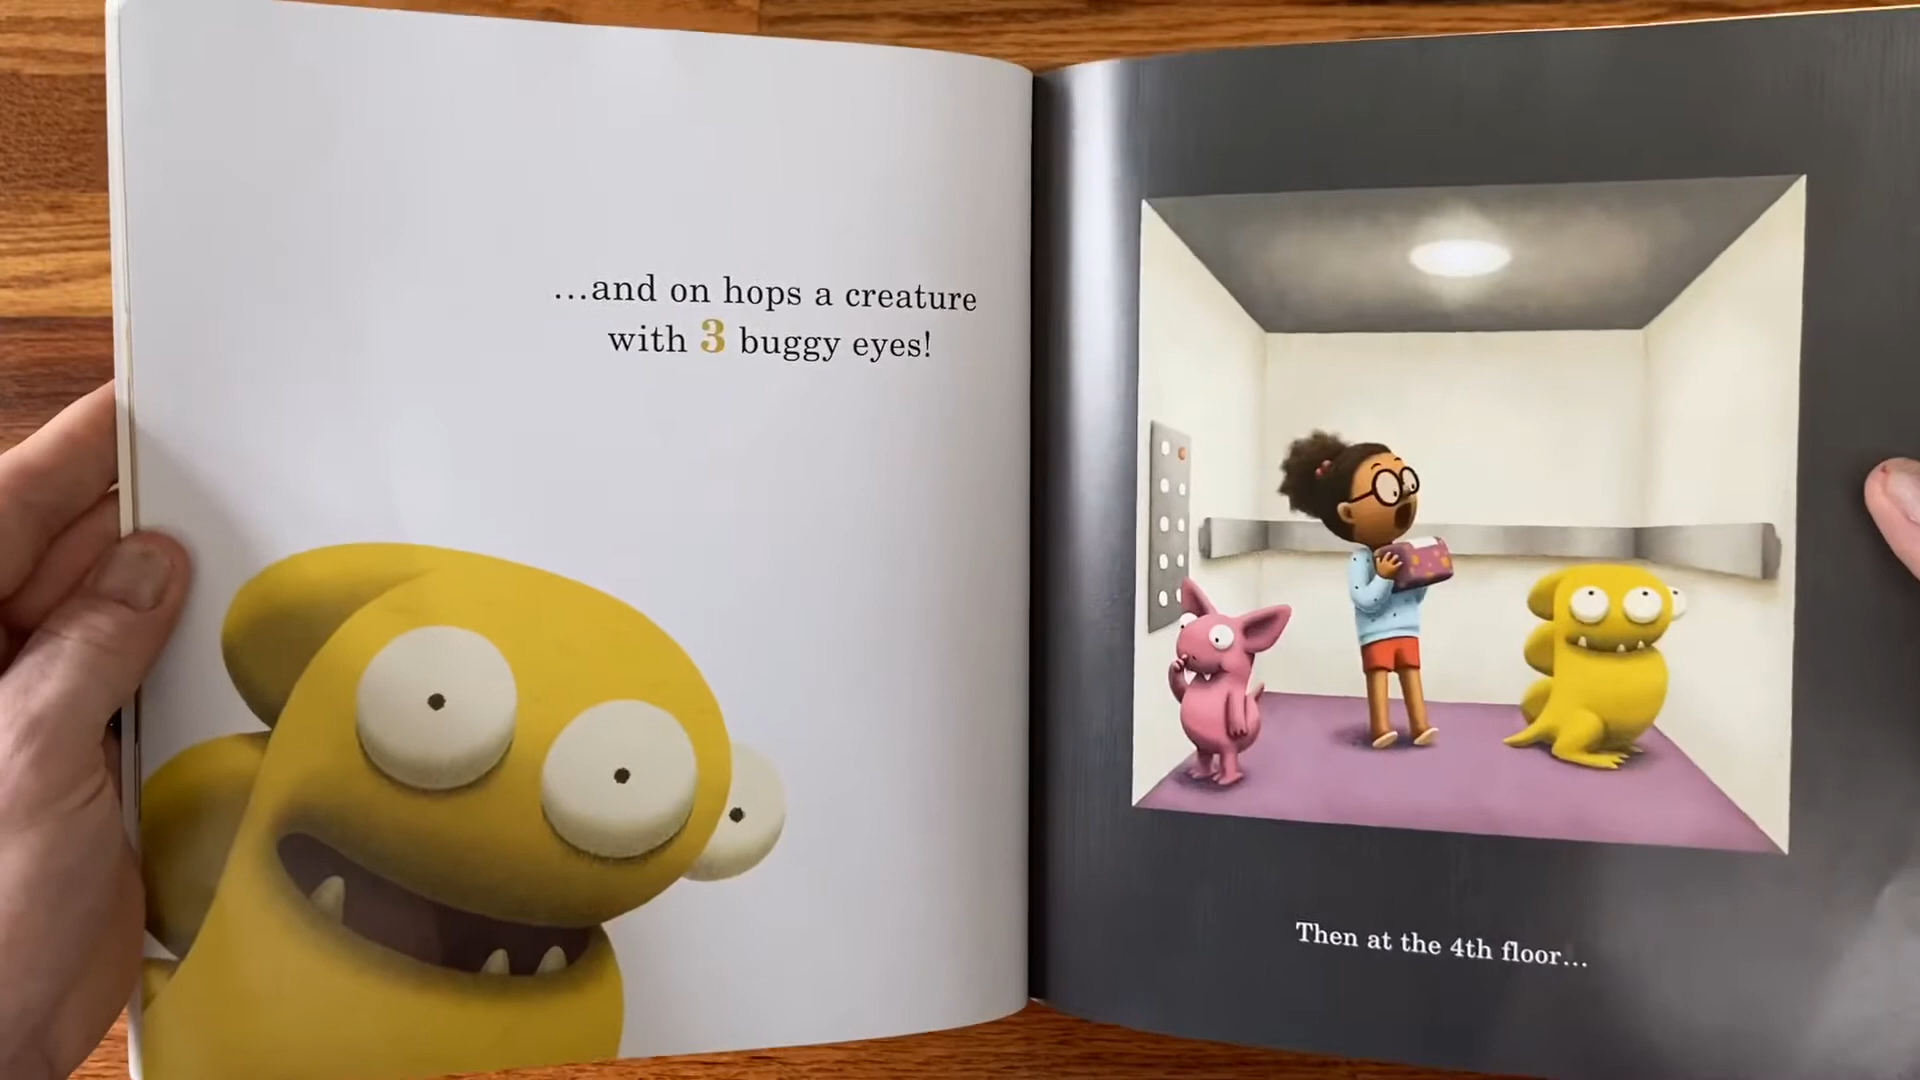 ...and on hops a creature
with 3 buggy eyes!
Then at the 4th floor...